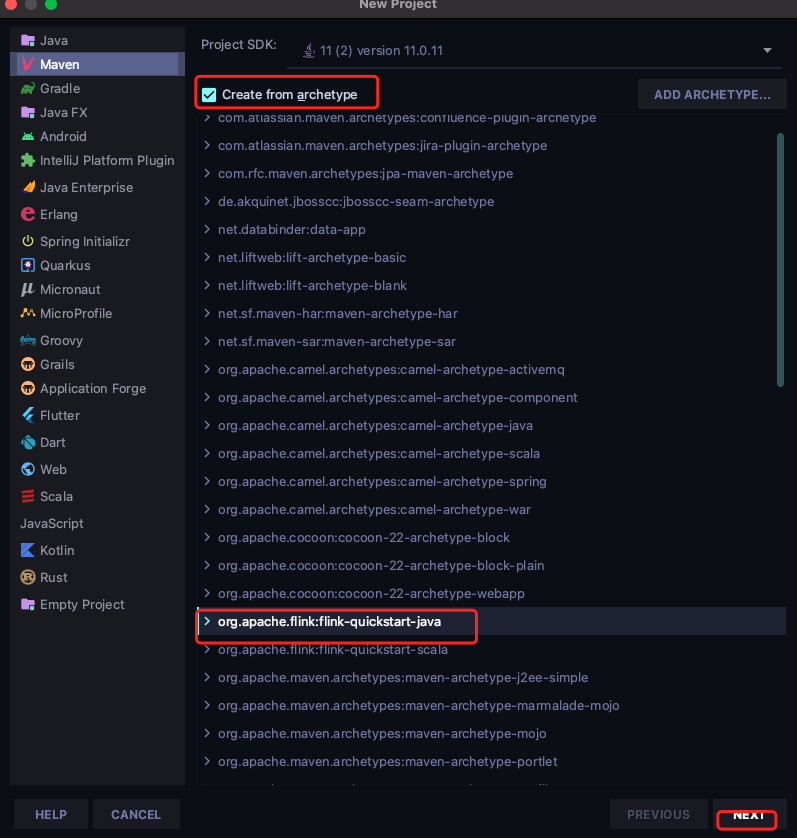 New Project
Java
Maven
Gradle
Java FX
Android
IntelliJ Platform Plugin
Java Enterprise
Erlang
Spring Initializr
Quarkus
Micronaut
MicroProfile
Groovy
Grails
Application Forge
Flutter
Dart
Web
Scala
JavaScript
Kotlin
Rust
Empty Project
Project SDK:
11 (2) version 11.0.11
Create from archetype
ADD ARCHETYPE...
com.atlassian.maven.archetypes:confluence-plugin-archetype
com.atlassian.maven.archetypes:jira-plugin-archetype
com.rfc.maven.archetypes:jpa-maven-archetype
de.akquinet.jbosscc:jbosscc-seam-archetype
net.databinder:data-app
net.liftweb:lift-archetype-basic
net.liftweb:lift-archetype-blank
net.sf.maven-har:maven-archetype-har
net.sf.maven-sar:maven-archetype-sar
org.apache.camel.archetypes:camel-archetype-activemq
org.apache.camel.archetypes:camel-archetype-component
org.apache.camel.archetypes:camel-archetype-java
org.apache.camel.archetypes:camel-archetype-scala
org.apache.camel.archetypes:camel-archetype-spring
org.apache.camel.archetypes:camel-archetype-war
org.apache.cocoon:cocoon-22-archetype-block
org.apache.cocoon:cocoon-22-archetype-block-plain
org.apache.cocoon:cocoon-22-archetype-webapp
org.apache.flink:flink-quickstart-java
org.apache.flink:flink-quickstart-scala
org.apache.maven.archetypes:maven-archetype-j2ee-simple
org.apache.maven.archetypes:maven-archetype-marmalade-mojo
org.apache.maven.archetypes:maven-archetype-mojo
org.apache.maven.archetypes:maven-archetype-portlet
HELP
CANCEL
PREVIOUS
NEXT